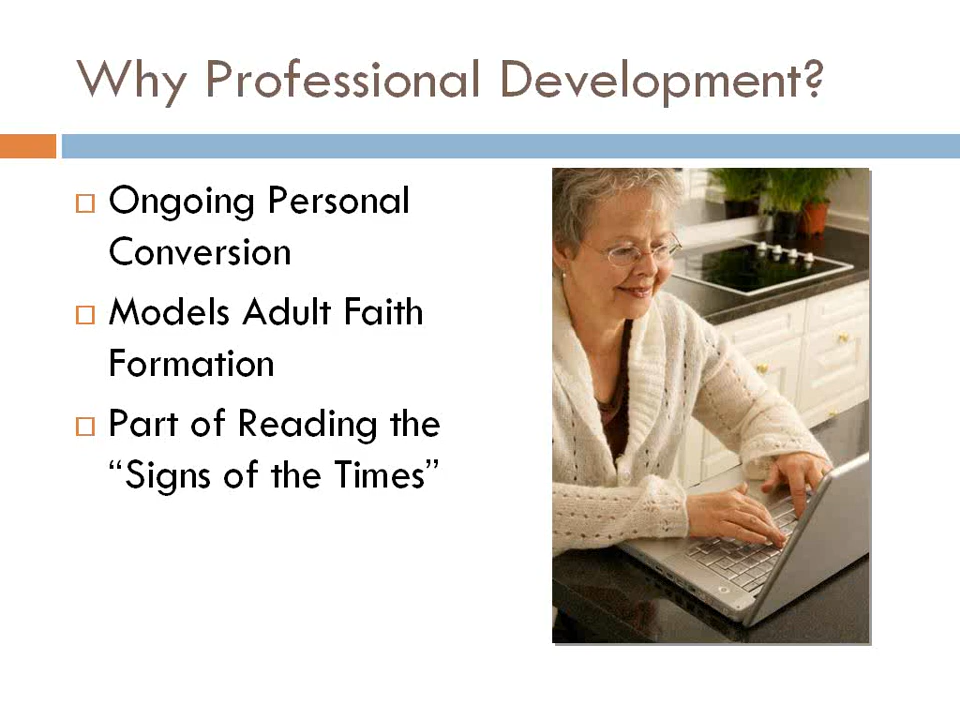 Why Professional Development?
Ongoing Personal
Conversion
Models Adult Faith
Formation
Part of Reading the
“Signs of the Times”